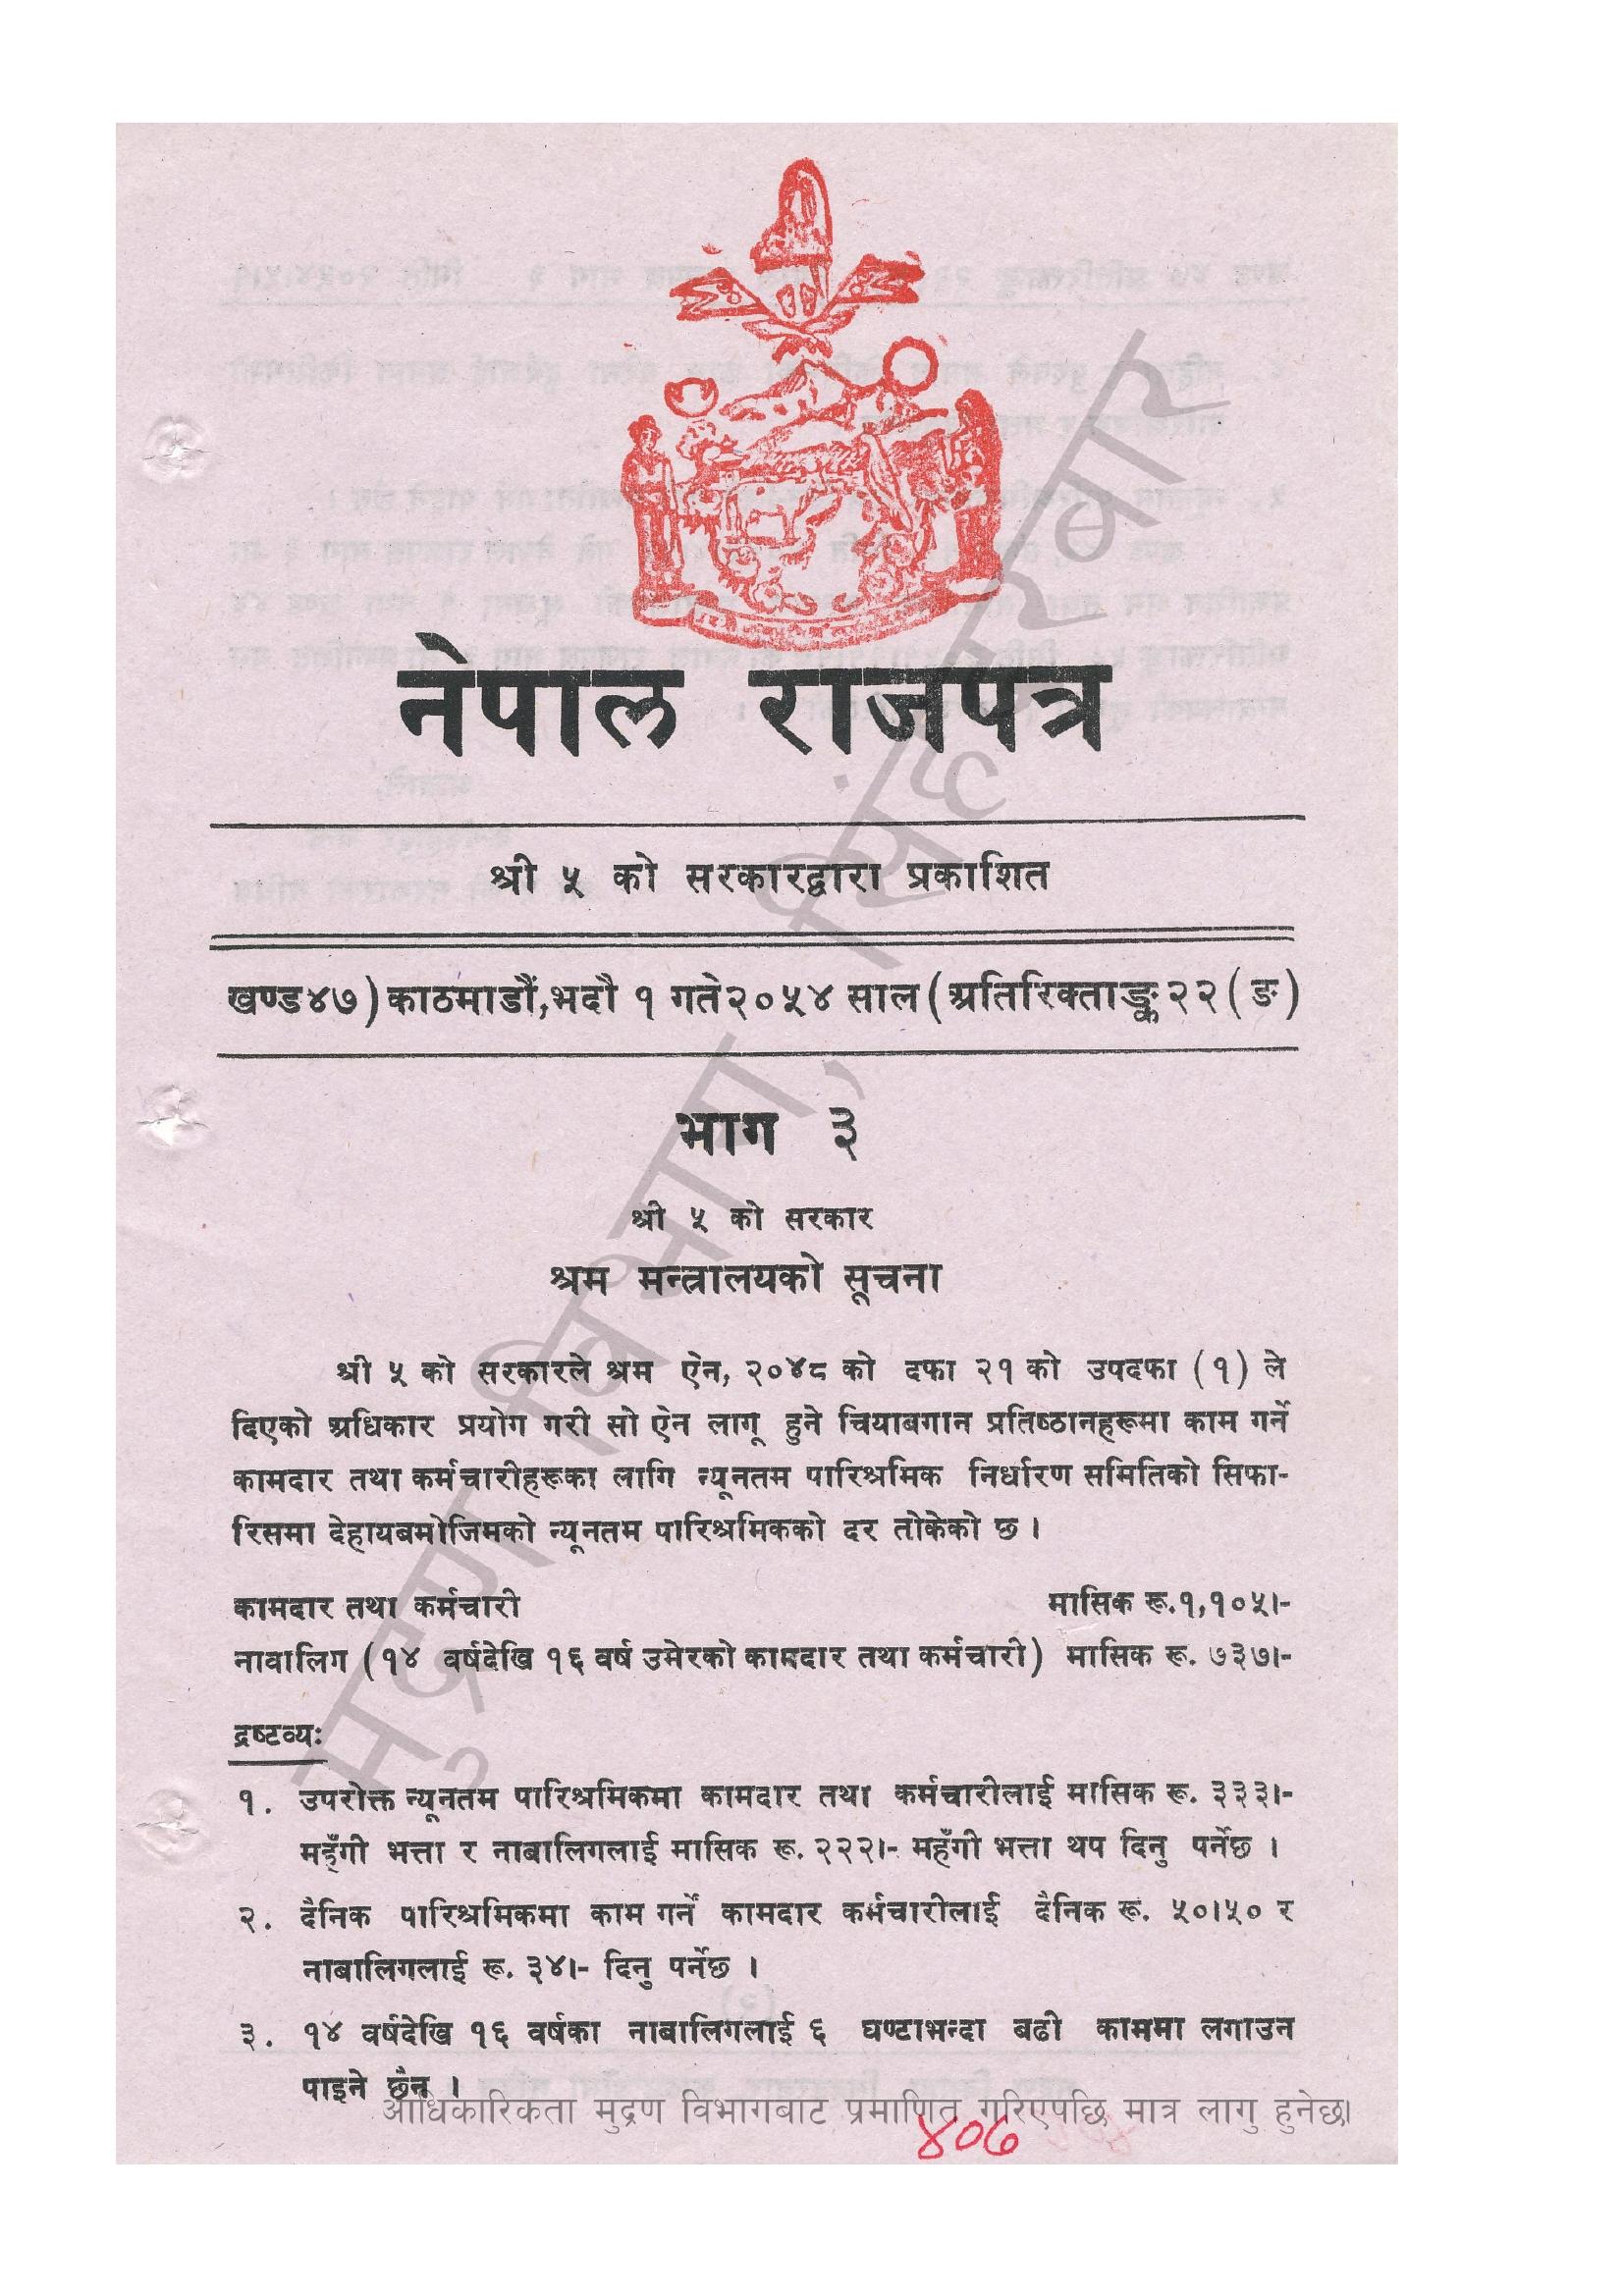 नेपाल राजपत्र
श्री ५ को सरकारद्वारा प्रकाशित
खण्ड४७) काठमाडौं,भदौ १ गते२०५४ साल (अतिरिक्ताङ्क२२(ङ)
भाग ३
श्री ५ को सरकार
श्रम मन्त्रालयको सूचना
श्री ५ को सरकारले श्रम ऐन, २०४८ को दफा २१ को उपदफा (१) ले
दिएको अधिकार प्रयोग गरी सो ऐन लागू हुने चियाबगान प्रतिष्ठानहरूमा काम गर्ने
कामदार तथा कर्मचारीहरूका लागि न्यूनतम पारिश्रमिक निर्धारण समितिको सिफा-
रिसमा देहायबमोजिमको न्यूनतम पारिश्रमिकको दर तोकेको छ ।
कामदार तथा कर्मचारी मासिक रू.१,१०५।-
नावालिग (१४ वर्षदेखि १६ वर्ष उमेरको कामदार तथा कर्मचारी) मासिक रू. ७३७।-
द्रष्टव्यः
१. उपरोक्त न्यूनतम पारिश्रमिकमा कामदार तथा कर्मचारीलाई मासिक रू. ३३३।-
महँगी भत्ता र नाबालिगलाई मासिक रू. २२२।- महँगी भत्ता थप दिनु पर्नेछ ।
२. दैनिक पारिश्रमिकमा काम गर्ने कामदार कर्मचारीलाई दैनिक रू. ५०।५० र
नाबालिगलाई रू. ३४।- दिनु पर्नेछ ।
३. १४ वर्षदेखि १६ वर्षका नाबालिगलाई ६ घण्टाभन्दा बढी काममा लगाउन
पाइने छैन ।
आधिकारिकता मुद्रण विभागबाट प्रमाणित गरिएपछि मात्र लागु हुनेछ।
४०७
मुद्रण विभाग, सिंहदरबार